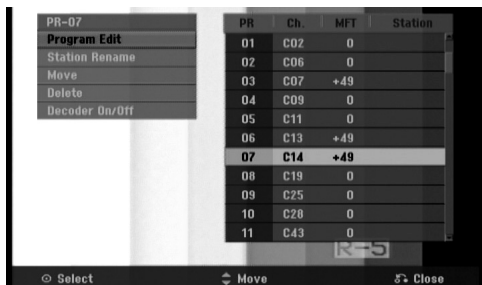 PR-07
Program Edit
Station Rename
Move
Delete
Decoder On/Off
PR Ch. MFT Station
01 C02 0
02 C06 0
03 C07 +49
04 C09 0
05 C11 0
06 C13 +49
07 C14 +49
08 C19 0
09 C25 0
10 C28 0
11 C43 0
R-5
Select Move Close